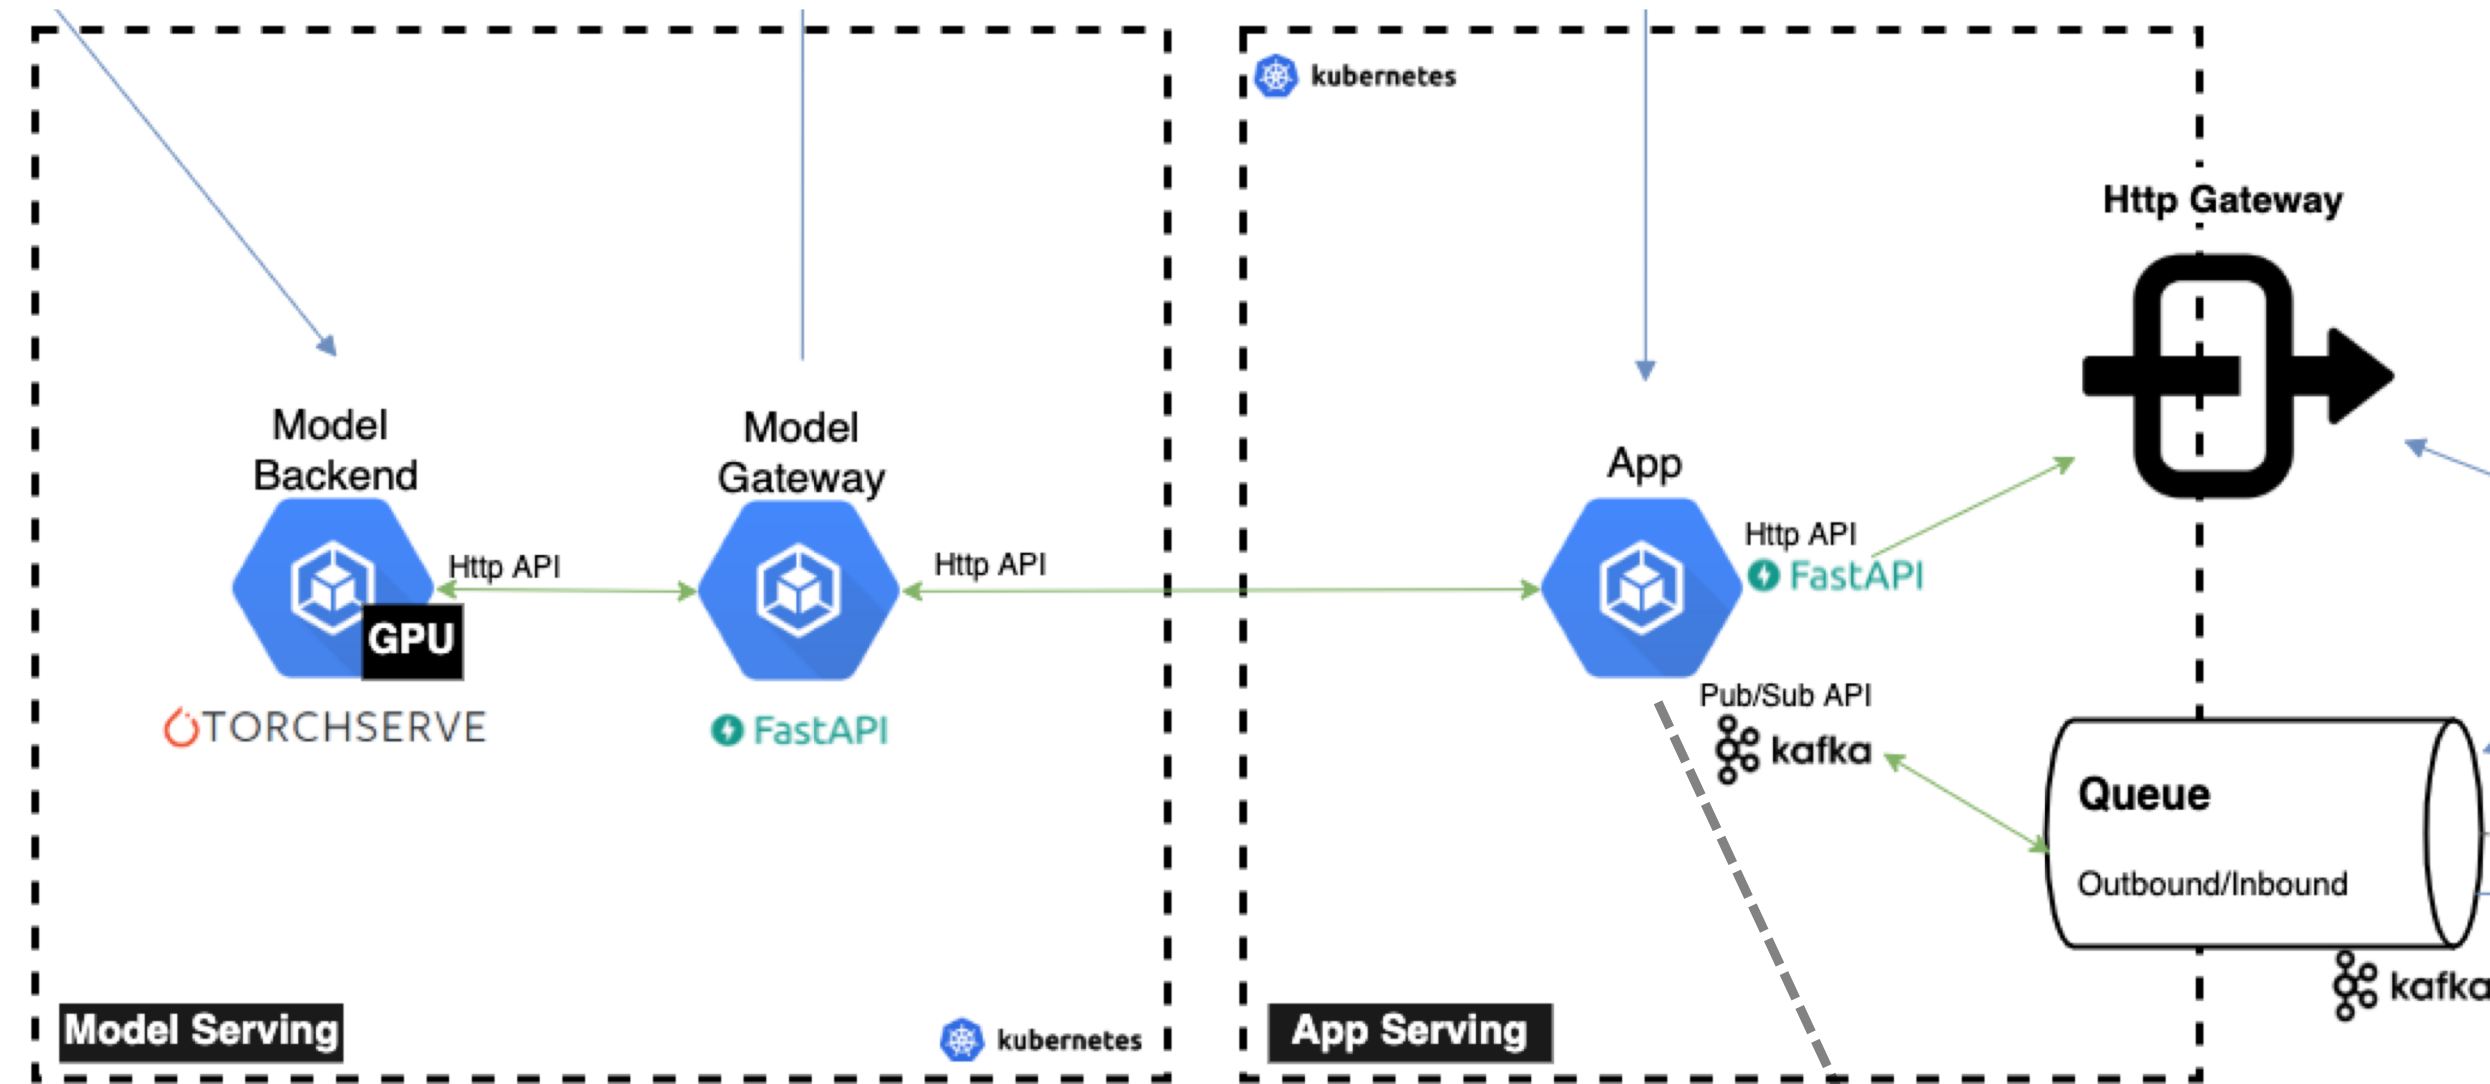 kubernetes
Http Gateway
Model
Backend
Model
Gateway
App
Http API
Http API
Http API
FastAPI
GPU
TORCHSERVE
FastAPI
Pub/Sub API
kafka
Queue
Outbound/Inbound
kafka
Model Serving
kubernetes
App Serving